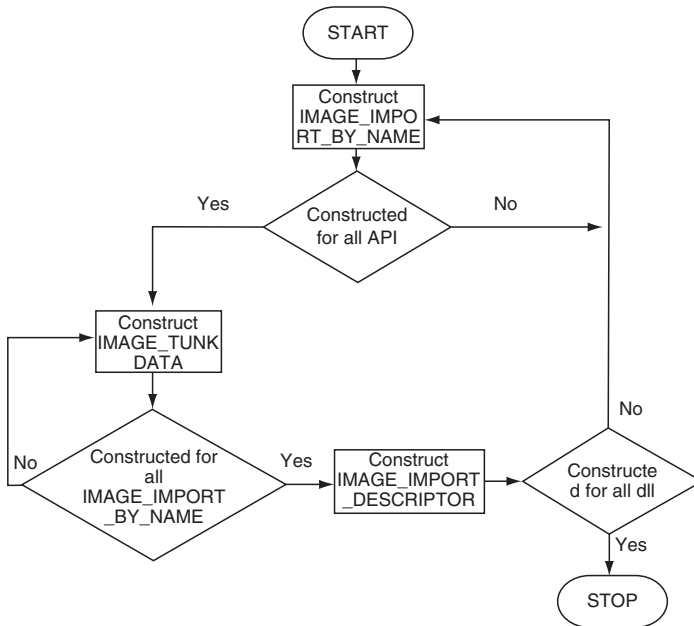 START
Construct
IMAGE_IMPO
RT_BY_NAME
Yes
Constructed
for all API
No
Construct
IMAGE_TUNK
DATA
No
Constructed for
all
IMAGE_IMPORT
_BY_NAME
Yes
Construct
IMAGE_IMPORT
_DESCRIPTOR
No
Constructe
d for all dll
Yes
STOP